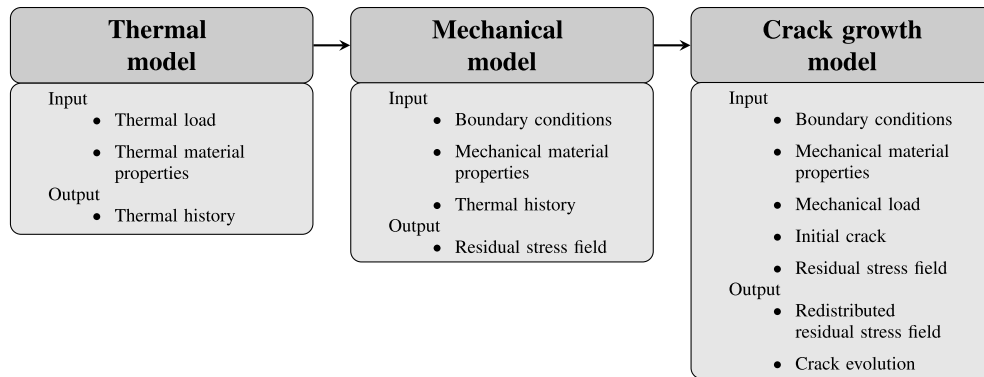 Thermal
model
Input
• Thermal load
• Thermal material
properties
Output
• Thermal history
Mechanical
model
Input
• Boundary conditions
• Mechanical material
properties
• Thermal history
Output
• Residual stress field
Crack growth
model
Input
• Boundary conditions
• Mechanical material
properties
• Mechanical load
• Initial crack
• Residual stress field
Output
• Redistributed
residual stress field
• Crack evolution